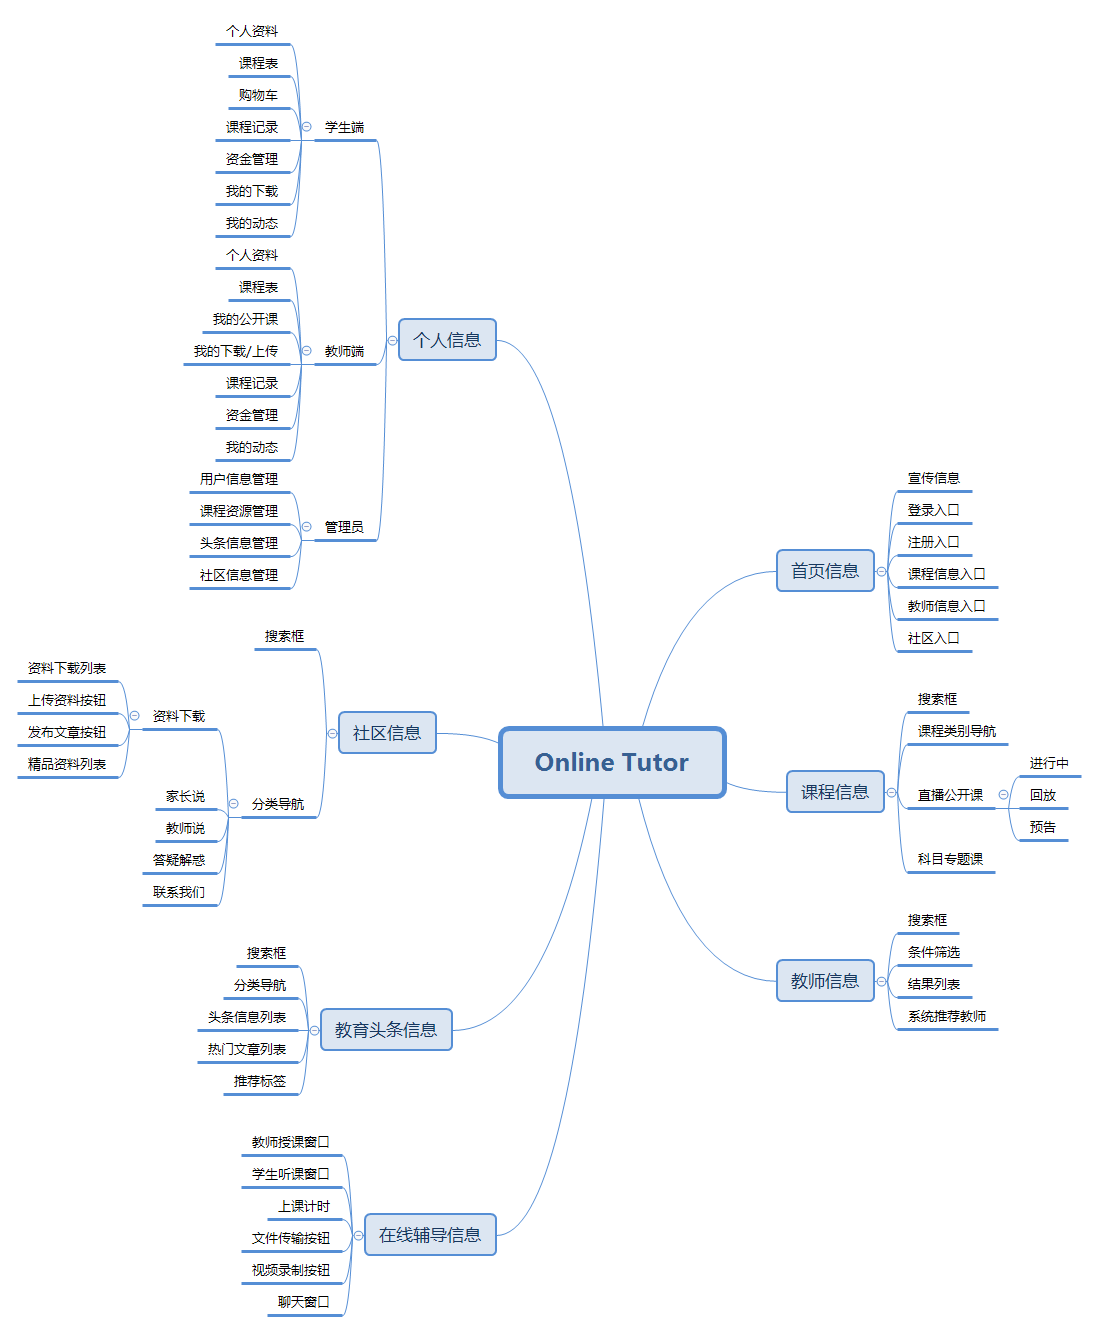 Online Tutor
首页信息
宣传信息
登录入口
注册入口
课程信息入口
教师信息入口
社区入口
课程信息
搜索框
课程类别导航
直播公开课
进行中
回放
预告
科目专题课
教师信息
搜索框
条件筛选
结果列表
系统推荐教师
个人信息
学生端
个人资料
课程表
购物车
课程记录
资金管理
我的下载
我的动态
教师端
个人资料
课程表
我的公开课
我的下载/上传
课程记录
资金管理
我的动态
管理员
用户信息管理
课程资源管理
头条信息管理
社区信息管理
社区信息
搜索框
分类导航
资料下载
资料下载列表
上传资料按钮
发布文章按钮
精品资料列表
家长说
教师说
答疑解惑
联系我们
教育头条信息
搜索框
分类导航
头条信息列表
热门文章列表
推荐标签
在线辅导信息
教师授课窗口
学生听课窗口
上课计时
文件传输按钮
视频录制按钮
聊天窗口